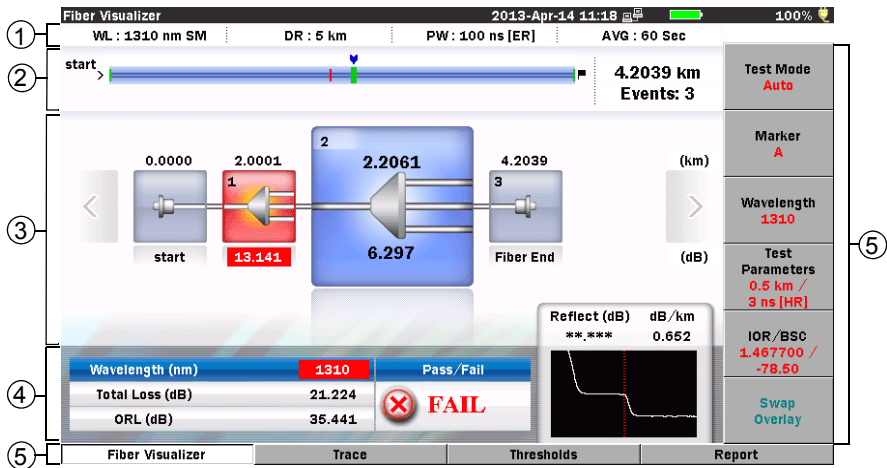 Fiber Visualizer 2013-Apr-14 11:18 100%
1 WL : 1310 nm SM DR : 5 km PW : 100 ns [ER] AVG : 60 Sec
2 start 4.2039 km
Events: 3
3
0.0000 2.0001 2 2.2061 4.2039 (km)
1 3
start 13.141 6.297 Fiber End (dB)
Reflect (dB) dB/km
**.*** 0.652
4
Wavelength (nm) 1310 Pass/Fail
Total Loss (dB) 21.224 FAIL
ORL (dB) 35.441
Test Mode
Auto
Marker
A
Wavelength
1310
Test
Parameters
0.5 km /
3 ns [HR]
IOR/BSC
1.467700 /
-78.50
Swap
Overlay
5
5 Fiber Visualizer Trace Thresholds Report